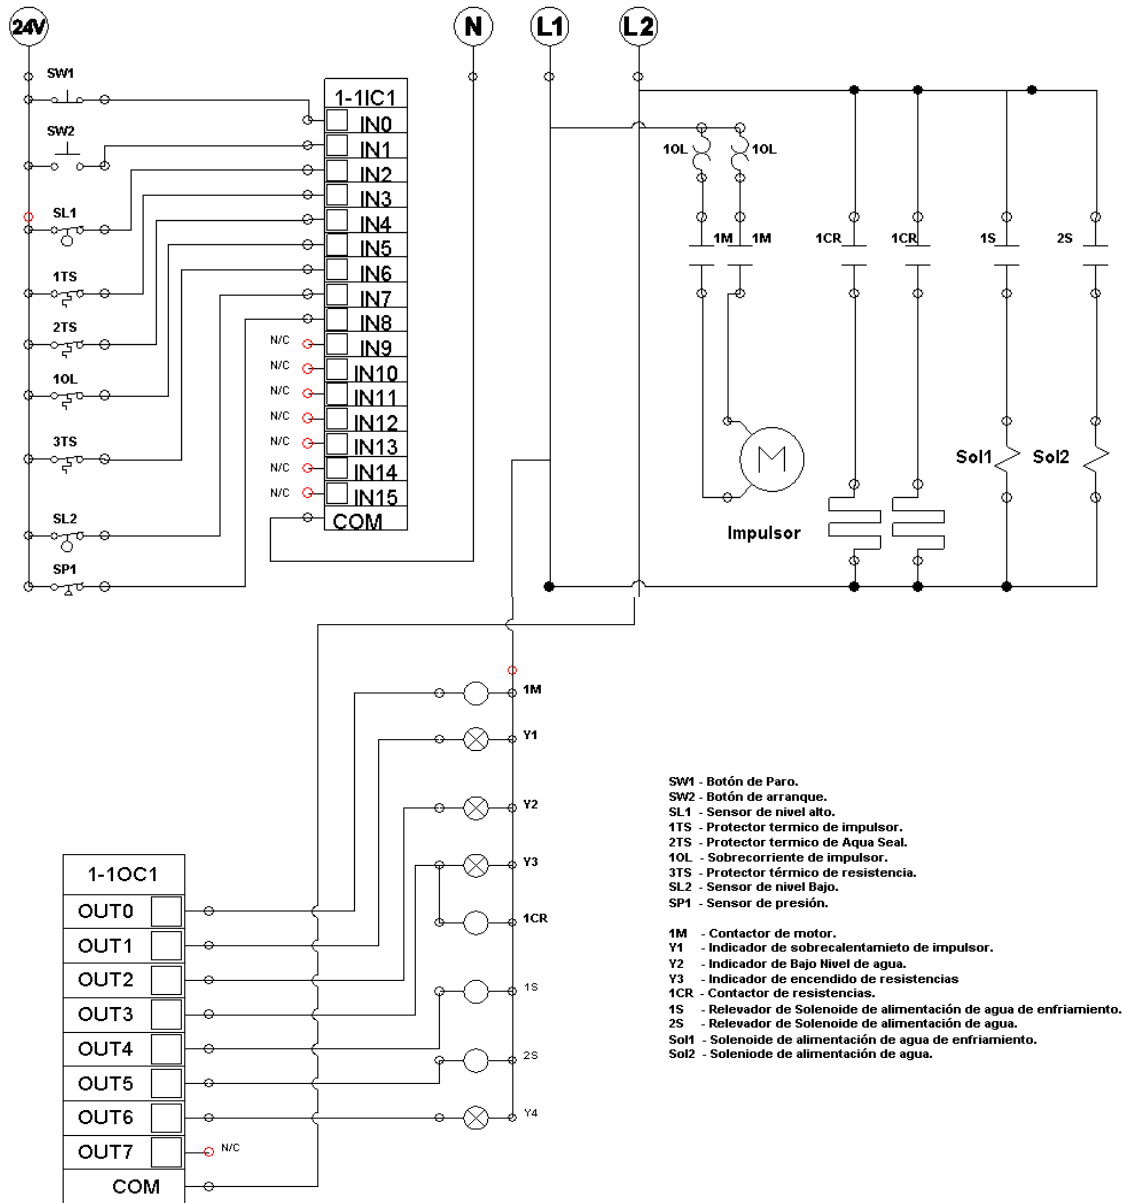 24V
N
L1
L2
SW1
1-1IC1
IN0
SW2
IN1
IN2
10L
10L
IN3
SL1
IN4
1M
1M
1CR
1CR
1S
2S
IN5
1TS
IN6
IN7
2TS
IN8
N/C
IN9
N/C
IN10
10L
N/C
IN11
N/C
IN12
3TS
N/C
IN13
N/C
IN14
N/C
IN15
COM
M
Sol1
Sol2
SL2
Impulsor
SP1
1M
Y1
Y2
Y3
1CR
1S
2S
Y4
1-1OC1
OUT0
OUT1
OUT2
OUT3
OUT4
OUT5
OUT6
OUT7
N/C
COM
SW1 - Botón de Paro.
SW2 - Botón de arranque.
SL1 - Sensor de nivel alto.
1TS - Protector termico de impulsor.
2TS - Protector termico de Aqua Seal.
10L - Sobrecorriente de impulsor.
3TS - Protector térmico de resistencia.
SL2 - Sensor de nivel Bajo.
SP1 - Sensor de presión.
1M - Contactor de motor.
Y1 - Indicador de sobrecalentamieto de impulsor.
Y2 - Indicador de Bajo Nivel de agua.
Y3 - Indicador de encendido de resistencias
1CR - Contactor de resistencias.
1S - Relevador de Solenoide de alimentación de agua de enfriamiento.
2S - Relevador de Solenoide de alimentación de agua.
Sol1 - Solenoide de alimentación de agua de enfriamiento.
Sol2 - Soleniode de alimentación de agua.